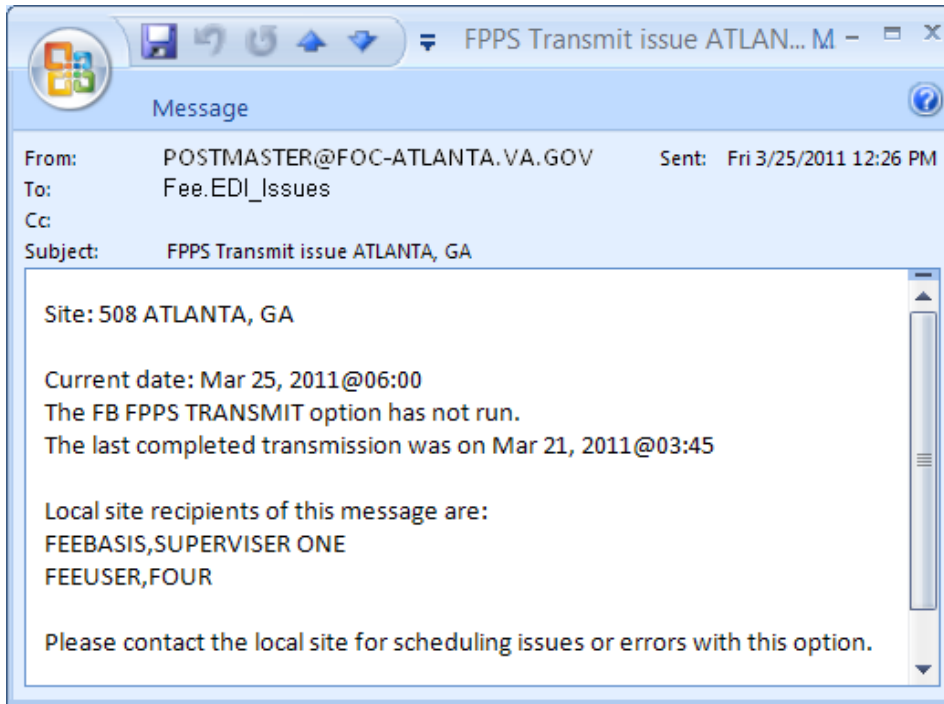 FPPS Transmit issue ATLAN... M
Message
From: POSTMASTER@FOC-ATLANTA.VA.GOV Sent: Fri 3/25/2011 12:26 PM
To: Fee.EDI_Issues
Cc:
Subject: FPPS Transmit issue ATLANTA, GA
Site: 508 ATLANTA, GA
Current date: Mar 25, 2011@06:00
The FB FPPS TRANSMIT option has not run.
The last completed transmission was on Mar 21, 2011@03:45
Local site recipients of this message are:
FEEBASIS,SUPERVISER ONE
FEEUSER,FOUR
Please contact the local site for scheduling issues or errors with this option.